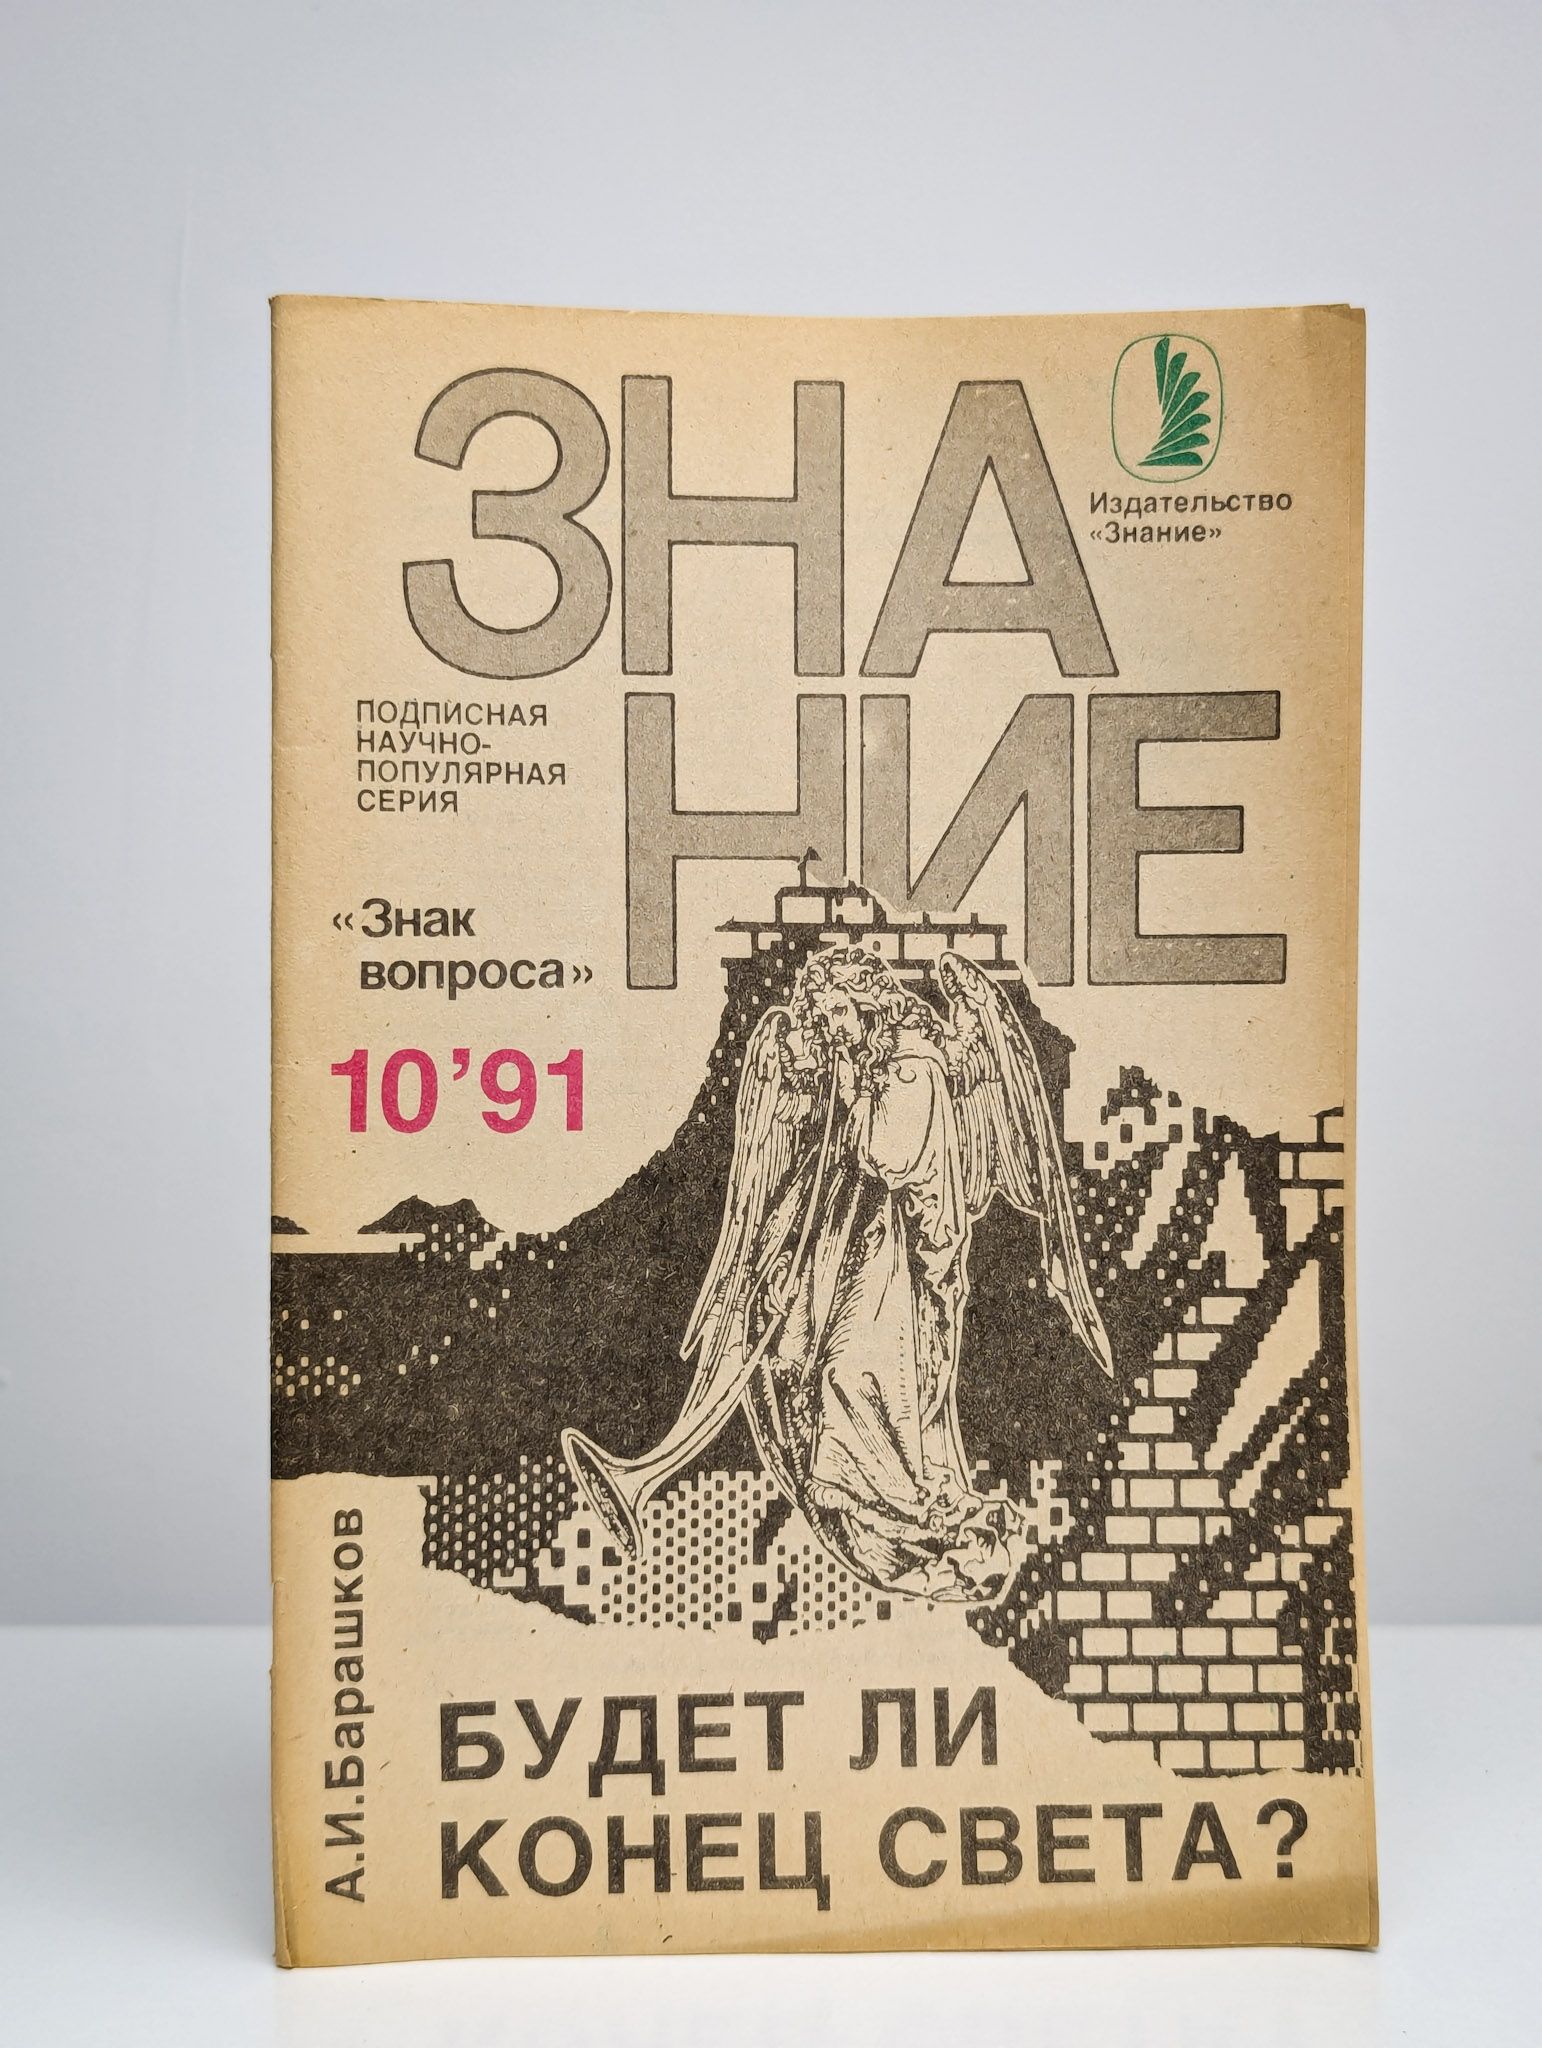 ЗНА
НИЕ
Издательство
«Знание»
ПОДПИСНАЯ
НАУЧНО-
ПОПУЛЯРНАЯ
СЕРИЯ
«Знак
вопроса»
10'91
А.И.Барашков
БУДЕТ ЛИ
КОНЕЦ СВЕТА?